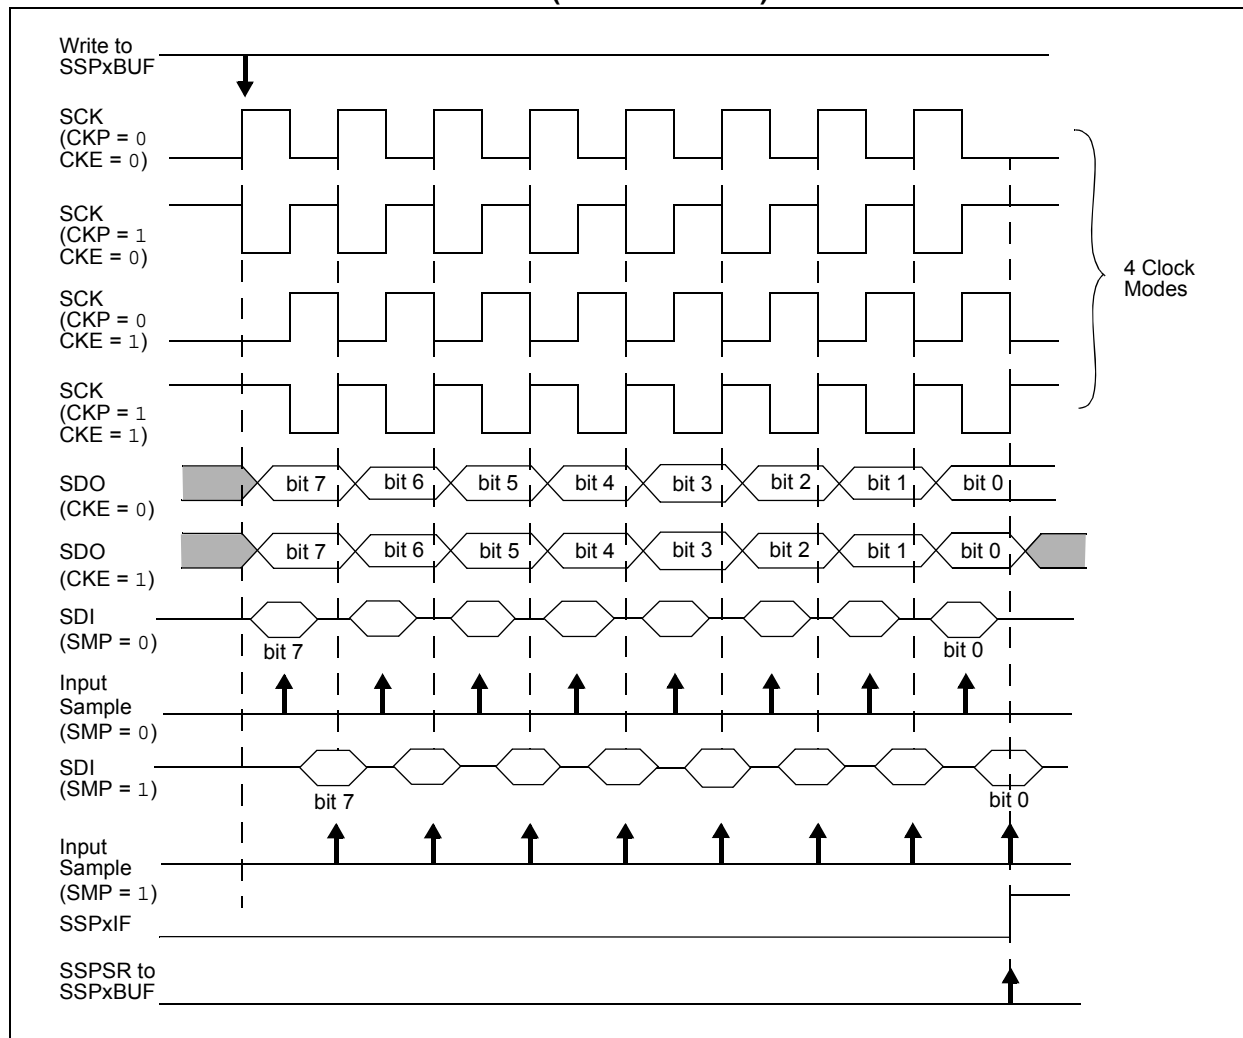 Write to
SSPxBUF
SCK
(CKP = 0
CKE = 0)
SCK
(CKP = 1
CKE = 0)
SCK
(CKP = 0
CKE = 1)
SCK
(CKP = 1
CKE = 1)
4 Clock
Modes
SDO
(CKE = 0)
bit 7 bit 6 bit 5 bit 4 bit 3 bit 2 bit 1 bit 0
SDO
(CKE = 1)
bit 7 bit 6 bit 5 bit 4 bit 3 bit 2 bit 1 bit 0
SDI
(SMP = 0)
bit 7 bit 0
Input
Sample
(SMP = 0)
SDI
(SMP = 1)
bit 7 bit 0
Input
Sample
(SMP = 1)
SSPxIF
SSPSR to
SSPxBUF